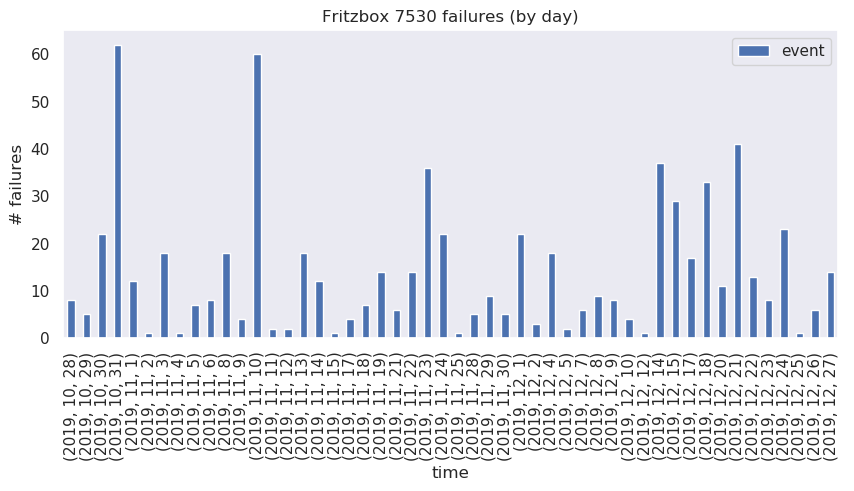 Fritzbox 7530 failures (by day)
event
# failures
60
50
40
30
20
10
0
(2019, 10, 28)
(2019, 10, 29)
(2019, 10, 30)
(2019, 10, 31)
(2019, 11, 1)
(2019, 11, 2)
(2019, 11, 3)
(2019, 11, 4)
(2019, 11, 5)
(2019, 11, 6)
(2019, 11, 8)
(2019, 11, 9)
(2019, 11, 10)
(2019, 11, 11)
(2019, 11, 12)
(2019, 11, 13)
(2019, 11, 14)
(2019, 11, 15)
(2019, 11, 17)
(2019, 11, 18)
(2019, 11, 19)
(2019, 11, 21)
(2019, 11, 22)
(2019, 11, 23)
(2019, 11, 24)
(2019, 11, 25)
(2019, 11, 28)
(2019, 11, 29)
(2019, 11, 30)
(2019, 12, 1)
(2019, 12, 2)
(2019, 12, 4)
(2019, 12, 5)
(2019, 12, 7)
(2019, 12, 8)
(2019, 12, 9)
(2019, 12, 10)
(2019, 12, 12)
(2019, 12, 14)
(2019, 12, 15)
(2019, 12, 17)
(2019, 12, 18)
(2019, 12, 20)
(2019, 12, 21)
(2019, 12, 22)
(2019, 12, 23)
(2019, 12, 24)
(2019, 12, 25)
(2019, 12, 26)
(2019, 12, 27)
time